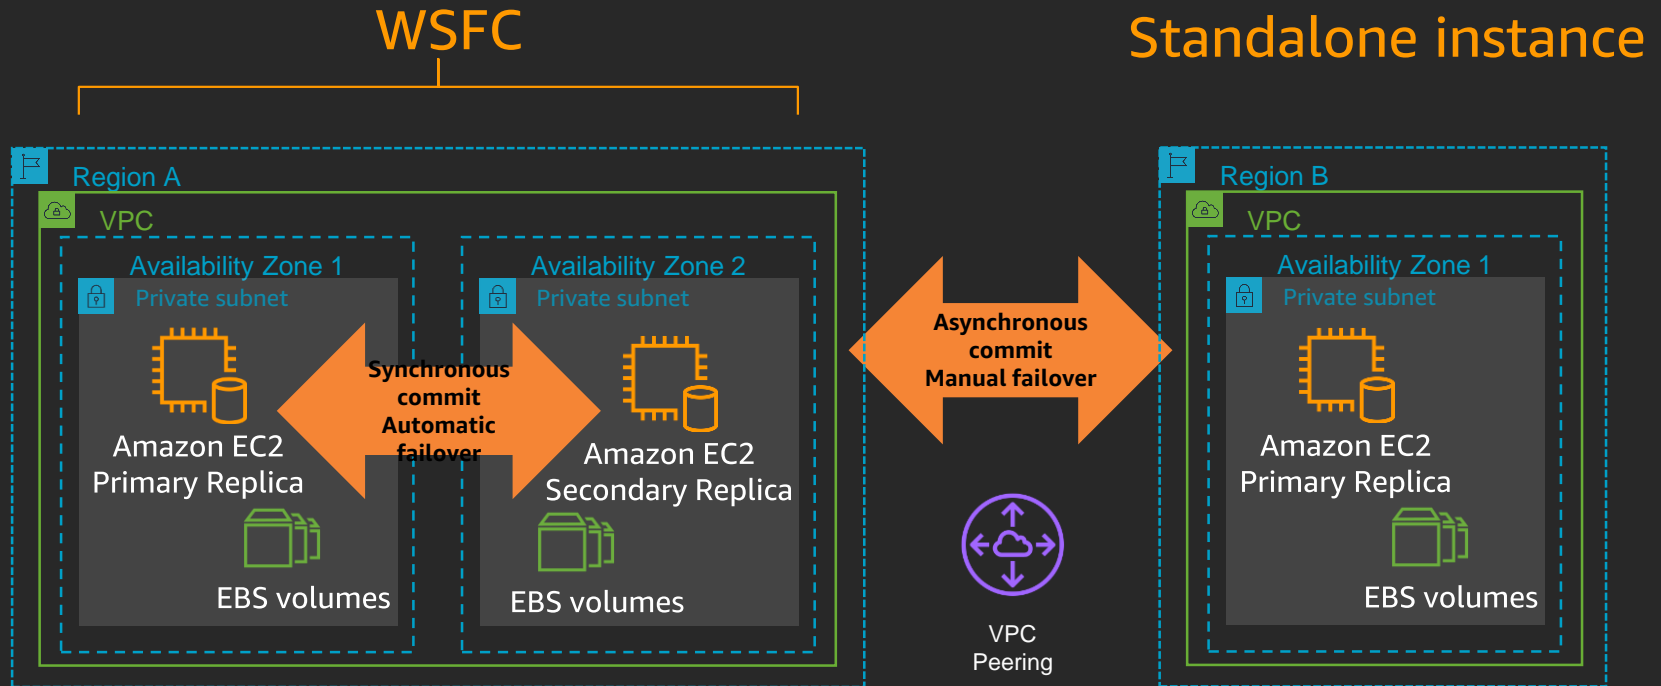 WSFC
Standalone instance
Region A
VPC
Availability Zone 1
Private subnet
Amazon EC2
Primary Replica
EBS volumes
Synchronous
commit
Automatic
failover
Availability Zone 2
Private subnet
Amazon EC2
Secondary Replica
EBS volumes
Asynchronous
commit
Manual failover
VPC
Peering
Region B
VPC
Availability Zone 1
Private subnet
Amazon EC2
Primary Replica
EBS volumes